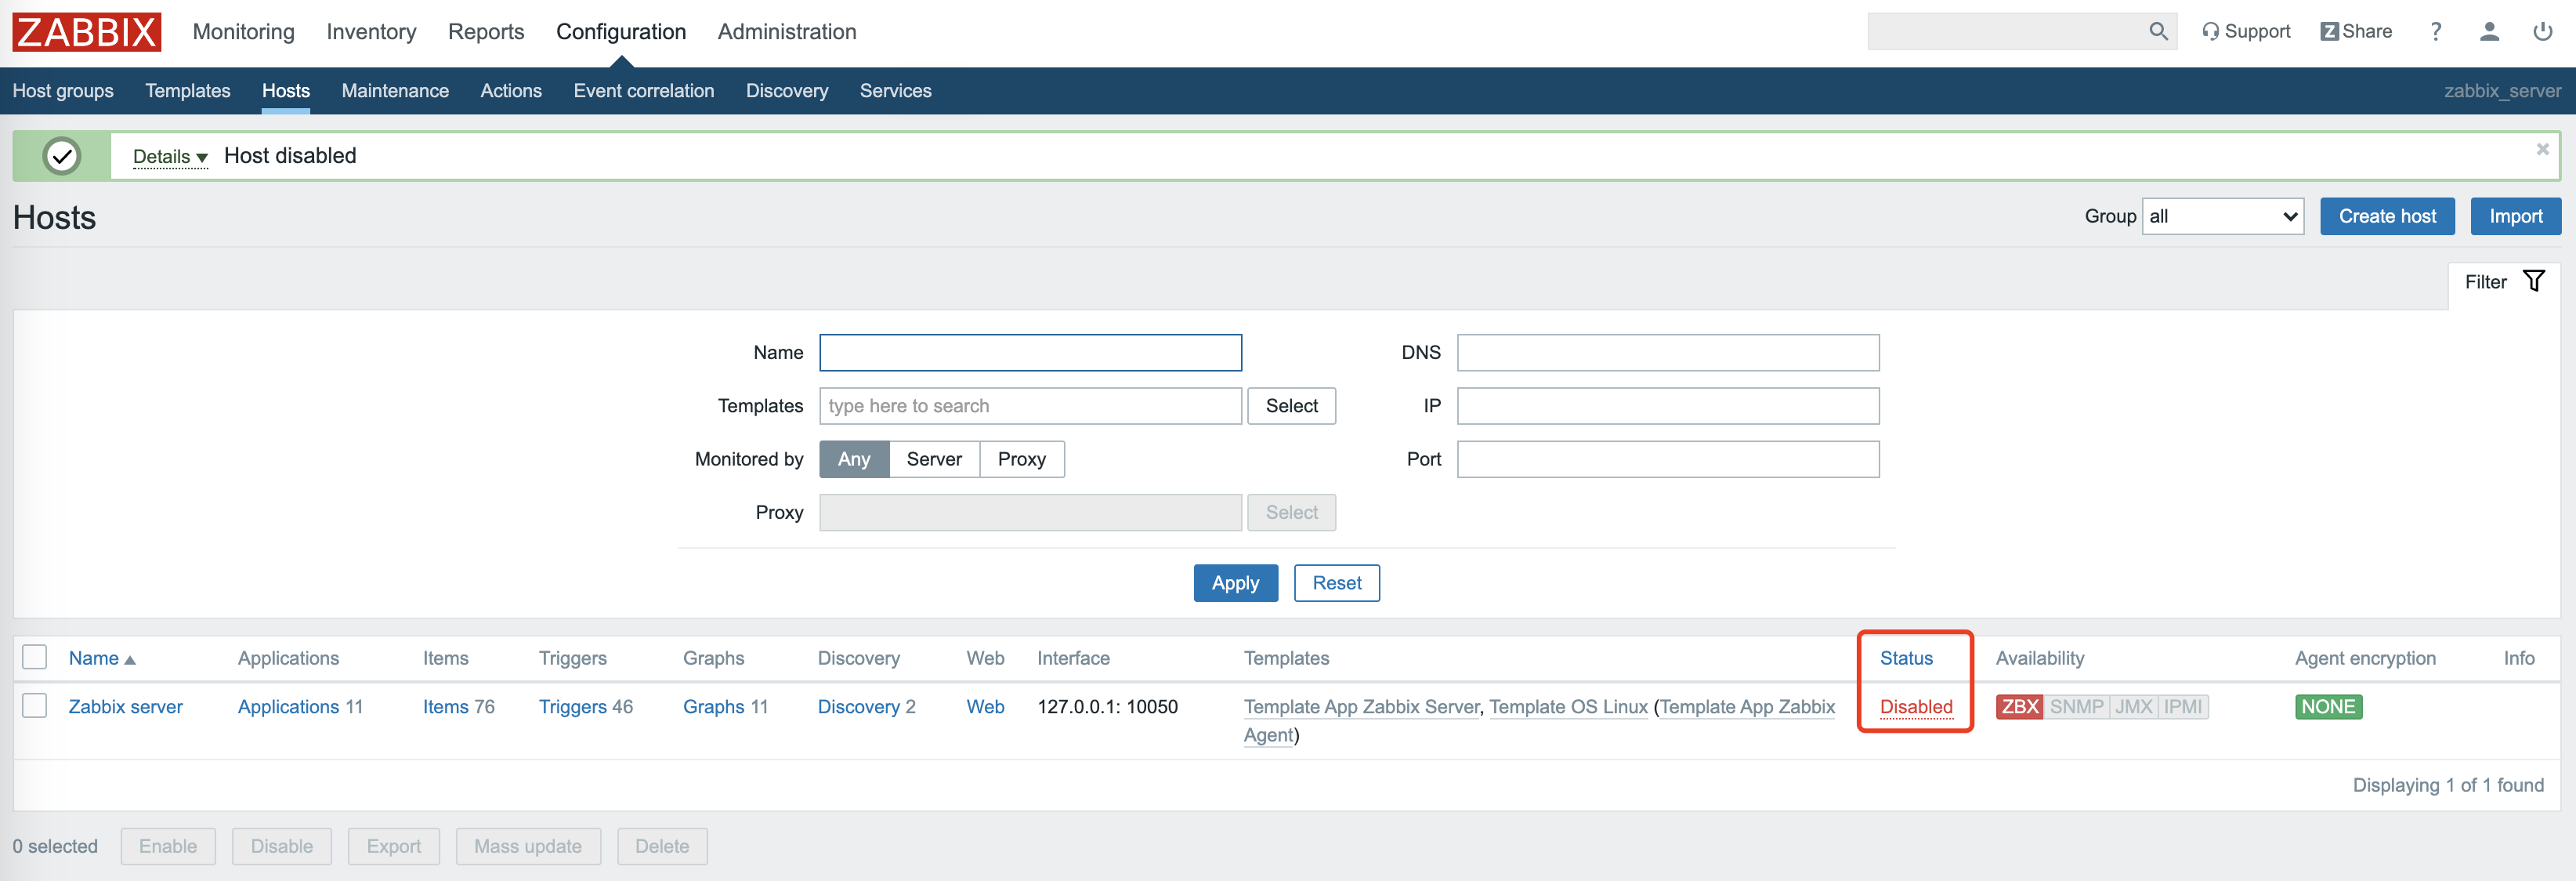 ZABBIX Monitoring Inventory Reports Configuration Administration Support Z Share ?
Host groups Templates Hosts Maintenance Actions Event correlation Discovery Services zabbix_server
Details ▼ Host disabled
Hosts Group all Create host Import
Filter
Name DNS
Templates type here to search Select IP
Monitored by Any Server Proxy Port
Proxy Select
Apply Reset
Name ▲ Applications Items Triggers Graphs Discovery Web Interface Templates Status Availability Agent encryption Info
Zabbix server Applications 11 Items 76 Triggers 46 Graphs 11 Discovery 2 Web 127.0.0.1: 10050 Template App Zabbix Server, Template OS Linux (Template App Zabbix Disabled ZBX SNMP JMX IPMI NONE
Agent)
Displaying 1 of 1 found
0 selected Enable Disable Export Mass update Delete